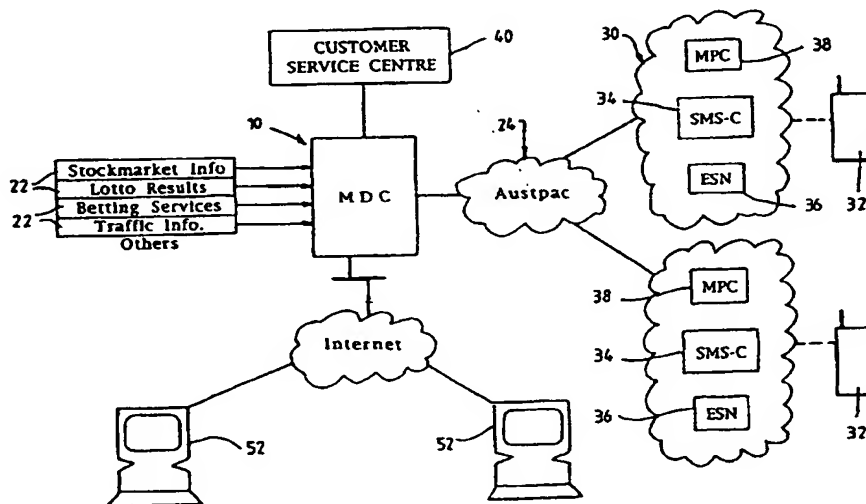 CUSTOMER
SERVICE CENTRE
40
30
MPC
38
34
SMS-C
10
24
22
Stockmarket Info
Lotto Results
22
Betting Services
22
Traffic Info.
Others
MDC
Austpac
ESN
36
32
38
MPC
34
SMS-C
Internet
36
ESN
32
52
52